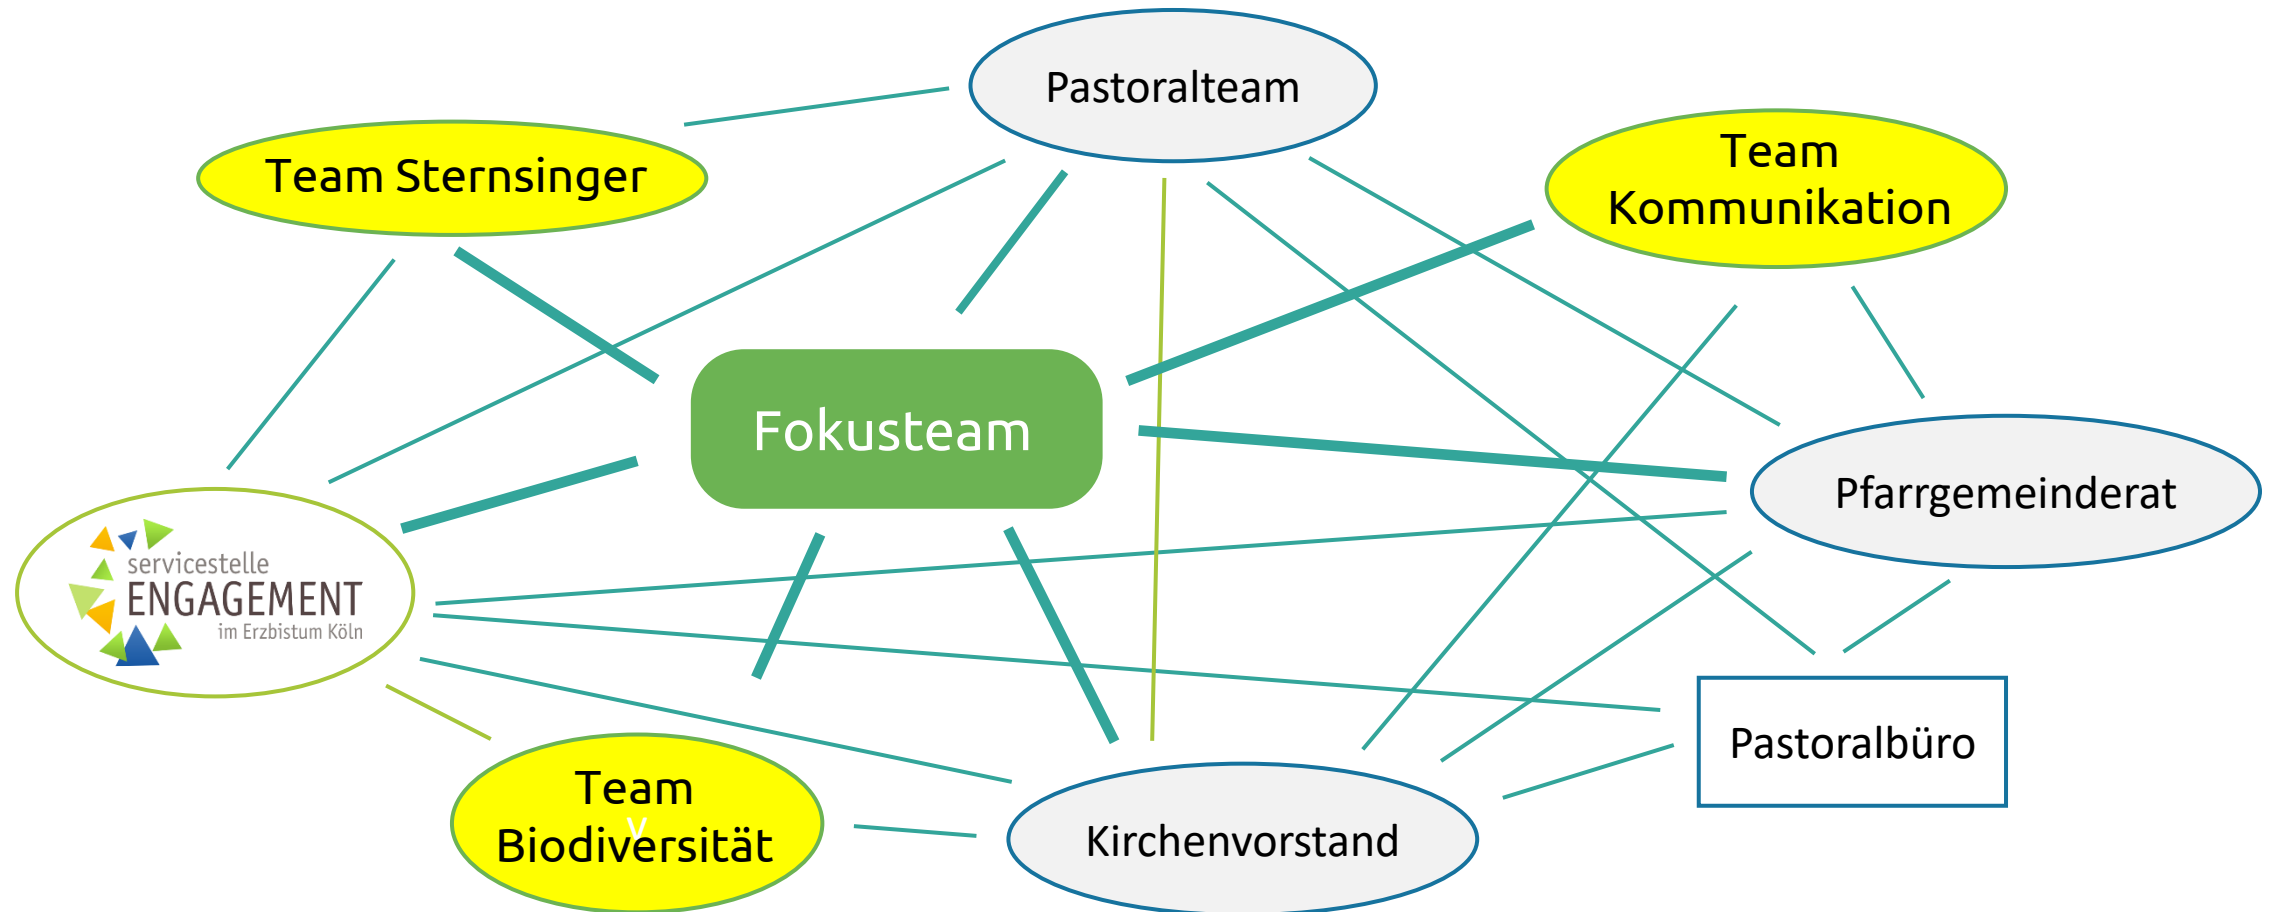 Pastoralteam
Team Sternsinger
Team
Kommunikation
Fokusteam
Pfarrgemeinderat
servicestelle
ENGAGEMENT
im Erzbistum Köln
Pastoralbüro
Team
v
Biodiversität
Kirchenvorstand